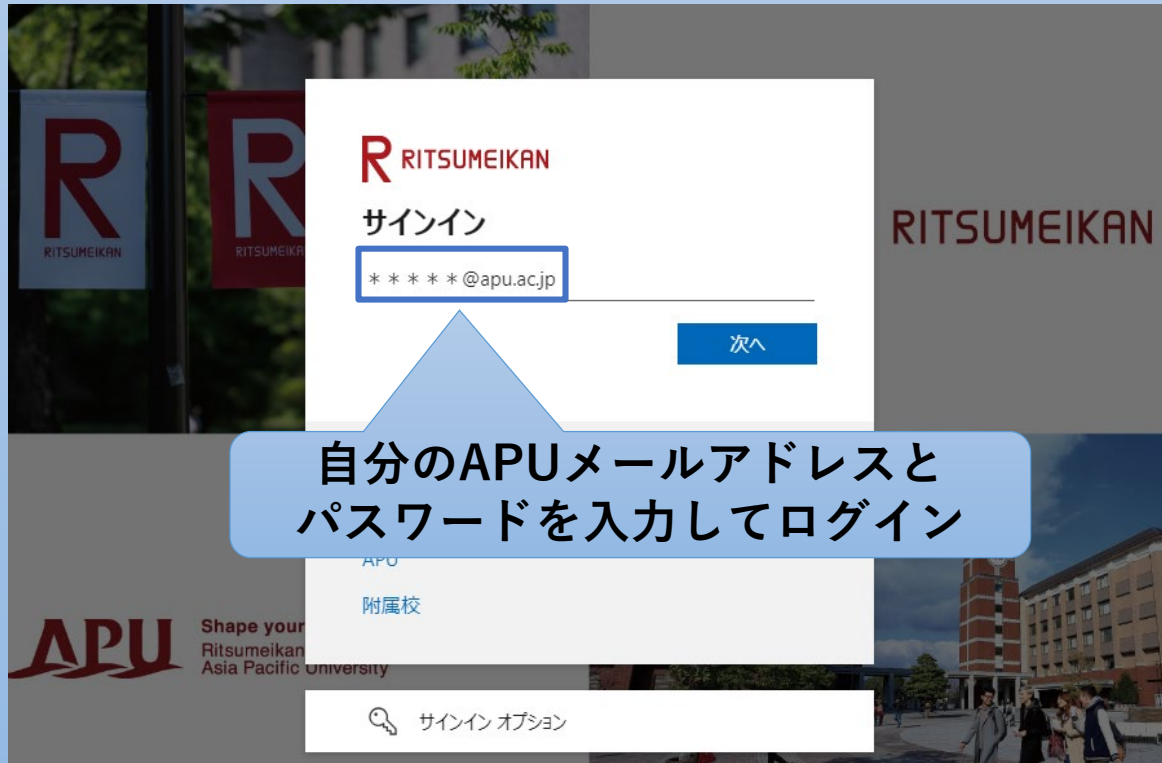 R
RITSUMEIKAN
R
RITSUMEIKA
R RITSUMEIKAN
サインイン
＊＊＊＊＊@apu.ac.jp
次へ
RITSUMEIKAN
自分のAPUメールアドレスと
パスワードを入力してログイン
APU
附属校
APU
Shape your
Ritsumeikan
Asia Pacific University
サインイン オプション